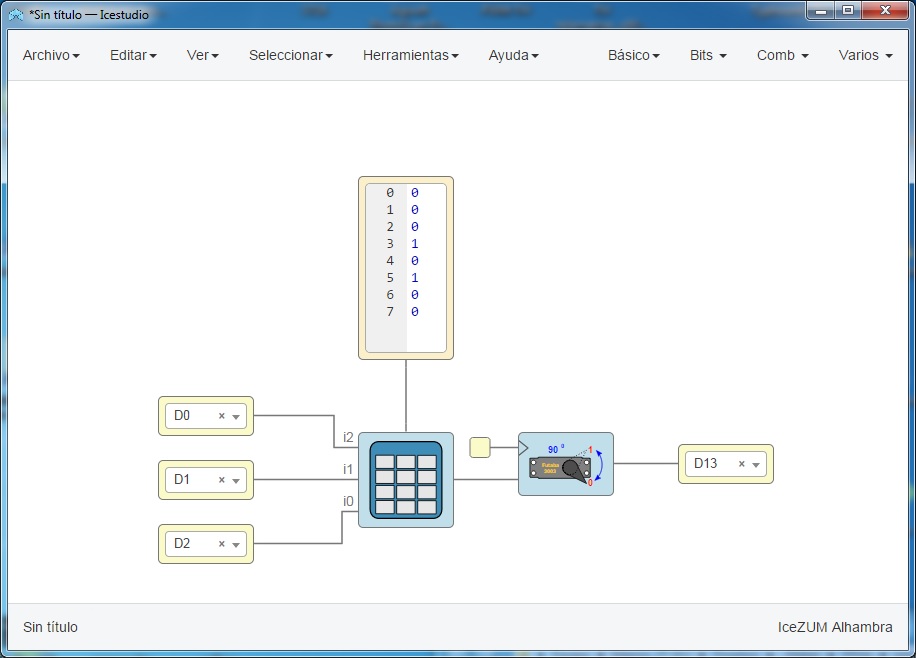 *Sin título — Icestudio
Archivo Editar Ver Seleccionar Herramientas Ayuda Básico Bits Comb Varios
0 0
1 0
2 0
3 1
4 0
5 1
6 0
7 0
D0 ×
i2
D1 ×
i1
D2 ×
i0
90 º
1
Futaba
3003
0
D13 ×
Sin título
IceZUM Alhambra